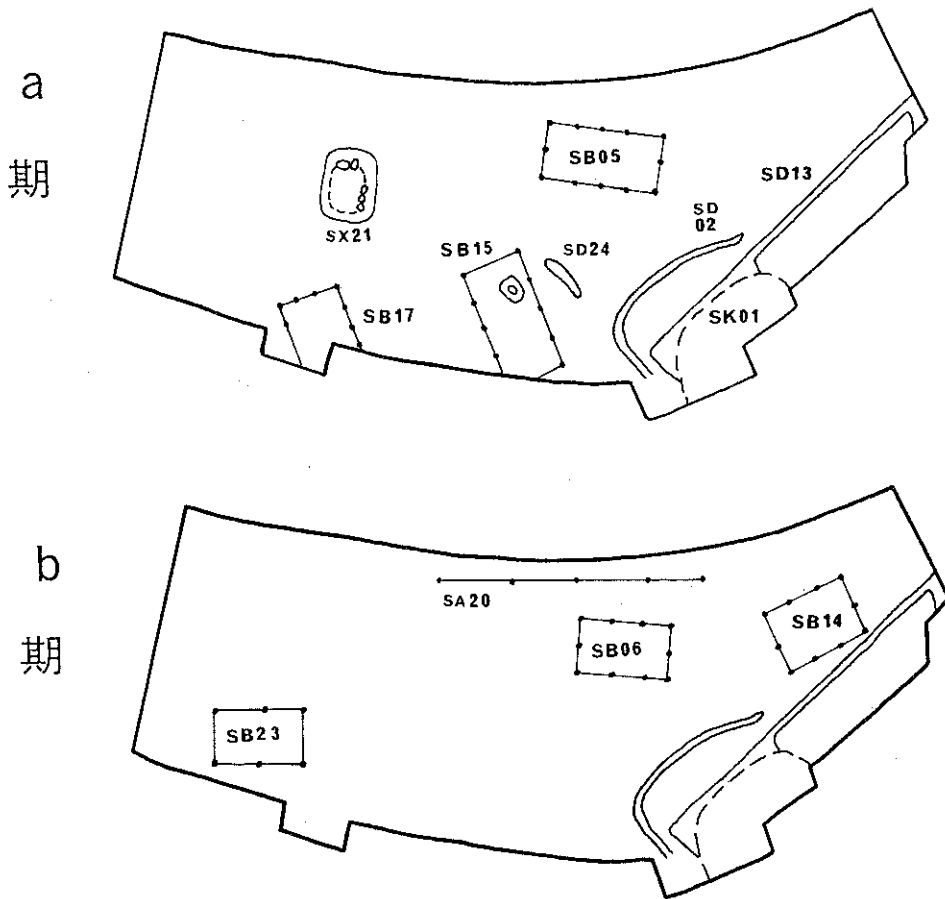 a
期
SB05
SD13
SD
02
SX21
SB15
SD24
SB17
SK01
b
期
SA20
SB14
SB06
SB23